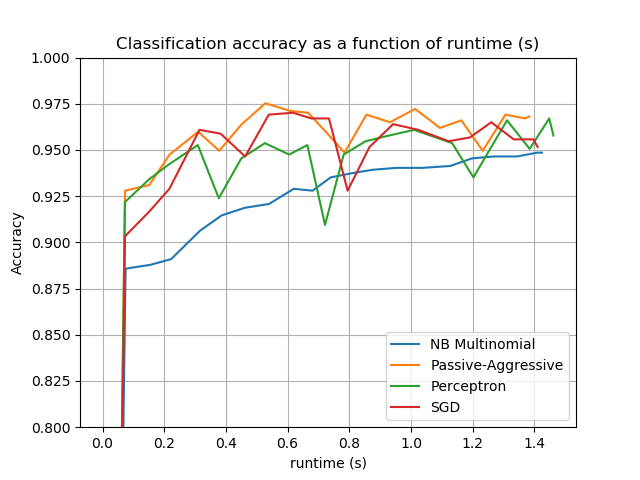 Classification accuracy as a function of runtime (s)
1.000
0.975
0.950
0.925
0.900
0.875
0.850
0.825
0.800
Accuracy
NB Multinomial
Passive-Aggressive
Perceptron
SGD
0.0 0.2 0.4 0.6 0.8 1.0 1.2 1.4
runtime (s)